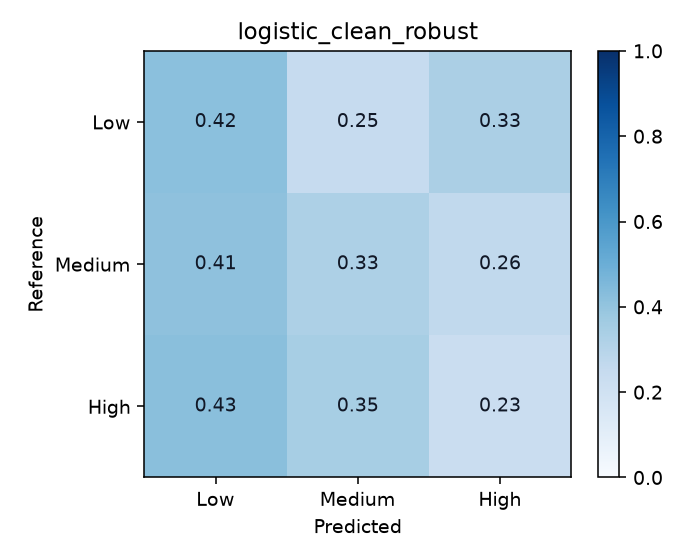 logistic_clean_robust
Reference
Low 0.42 0.25 0.33
Medium 0.41 0.33 0.26
High 0.43 0.35 0.23
Low Medium High
Predicted
1.0
0.8
0.6
0.4
0.2
0.0